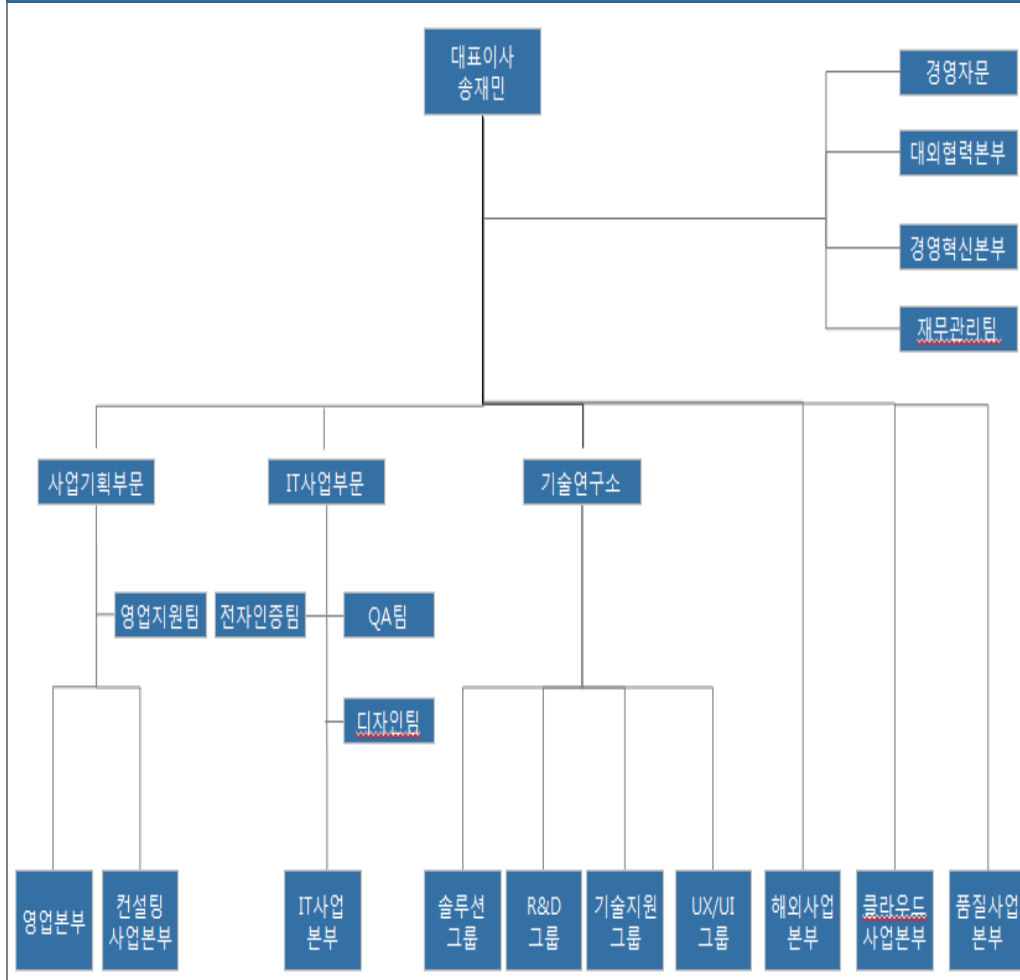 대표이사
송재민
경영자문
대외협력본부
경영혁신본부
재무관리팀
사업기획부문
IT사업부문
기술연구소
영업지원팀
전자인증팀
QA팀
디자인팀
영업본부
컨설팅
사업본부
IT사업
본부
솔루션
그룹
R&D
그룹
기술지원
그룹
UX/UI
그룹
해외사업
본부
클라우드
사업본부
품질사업
본부